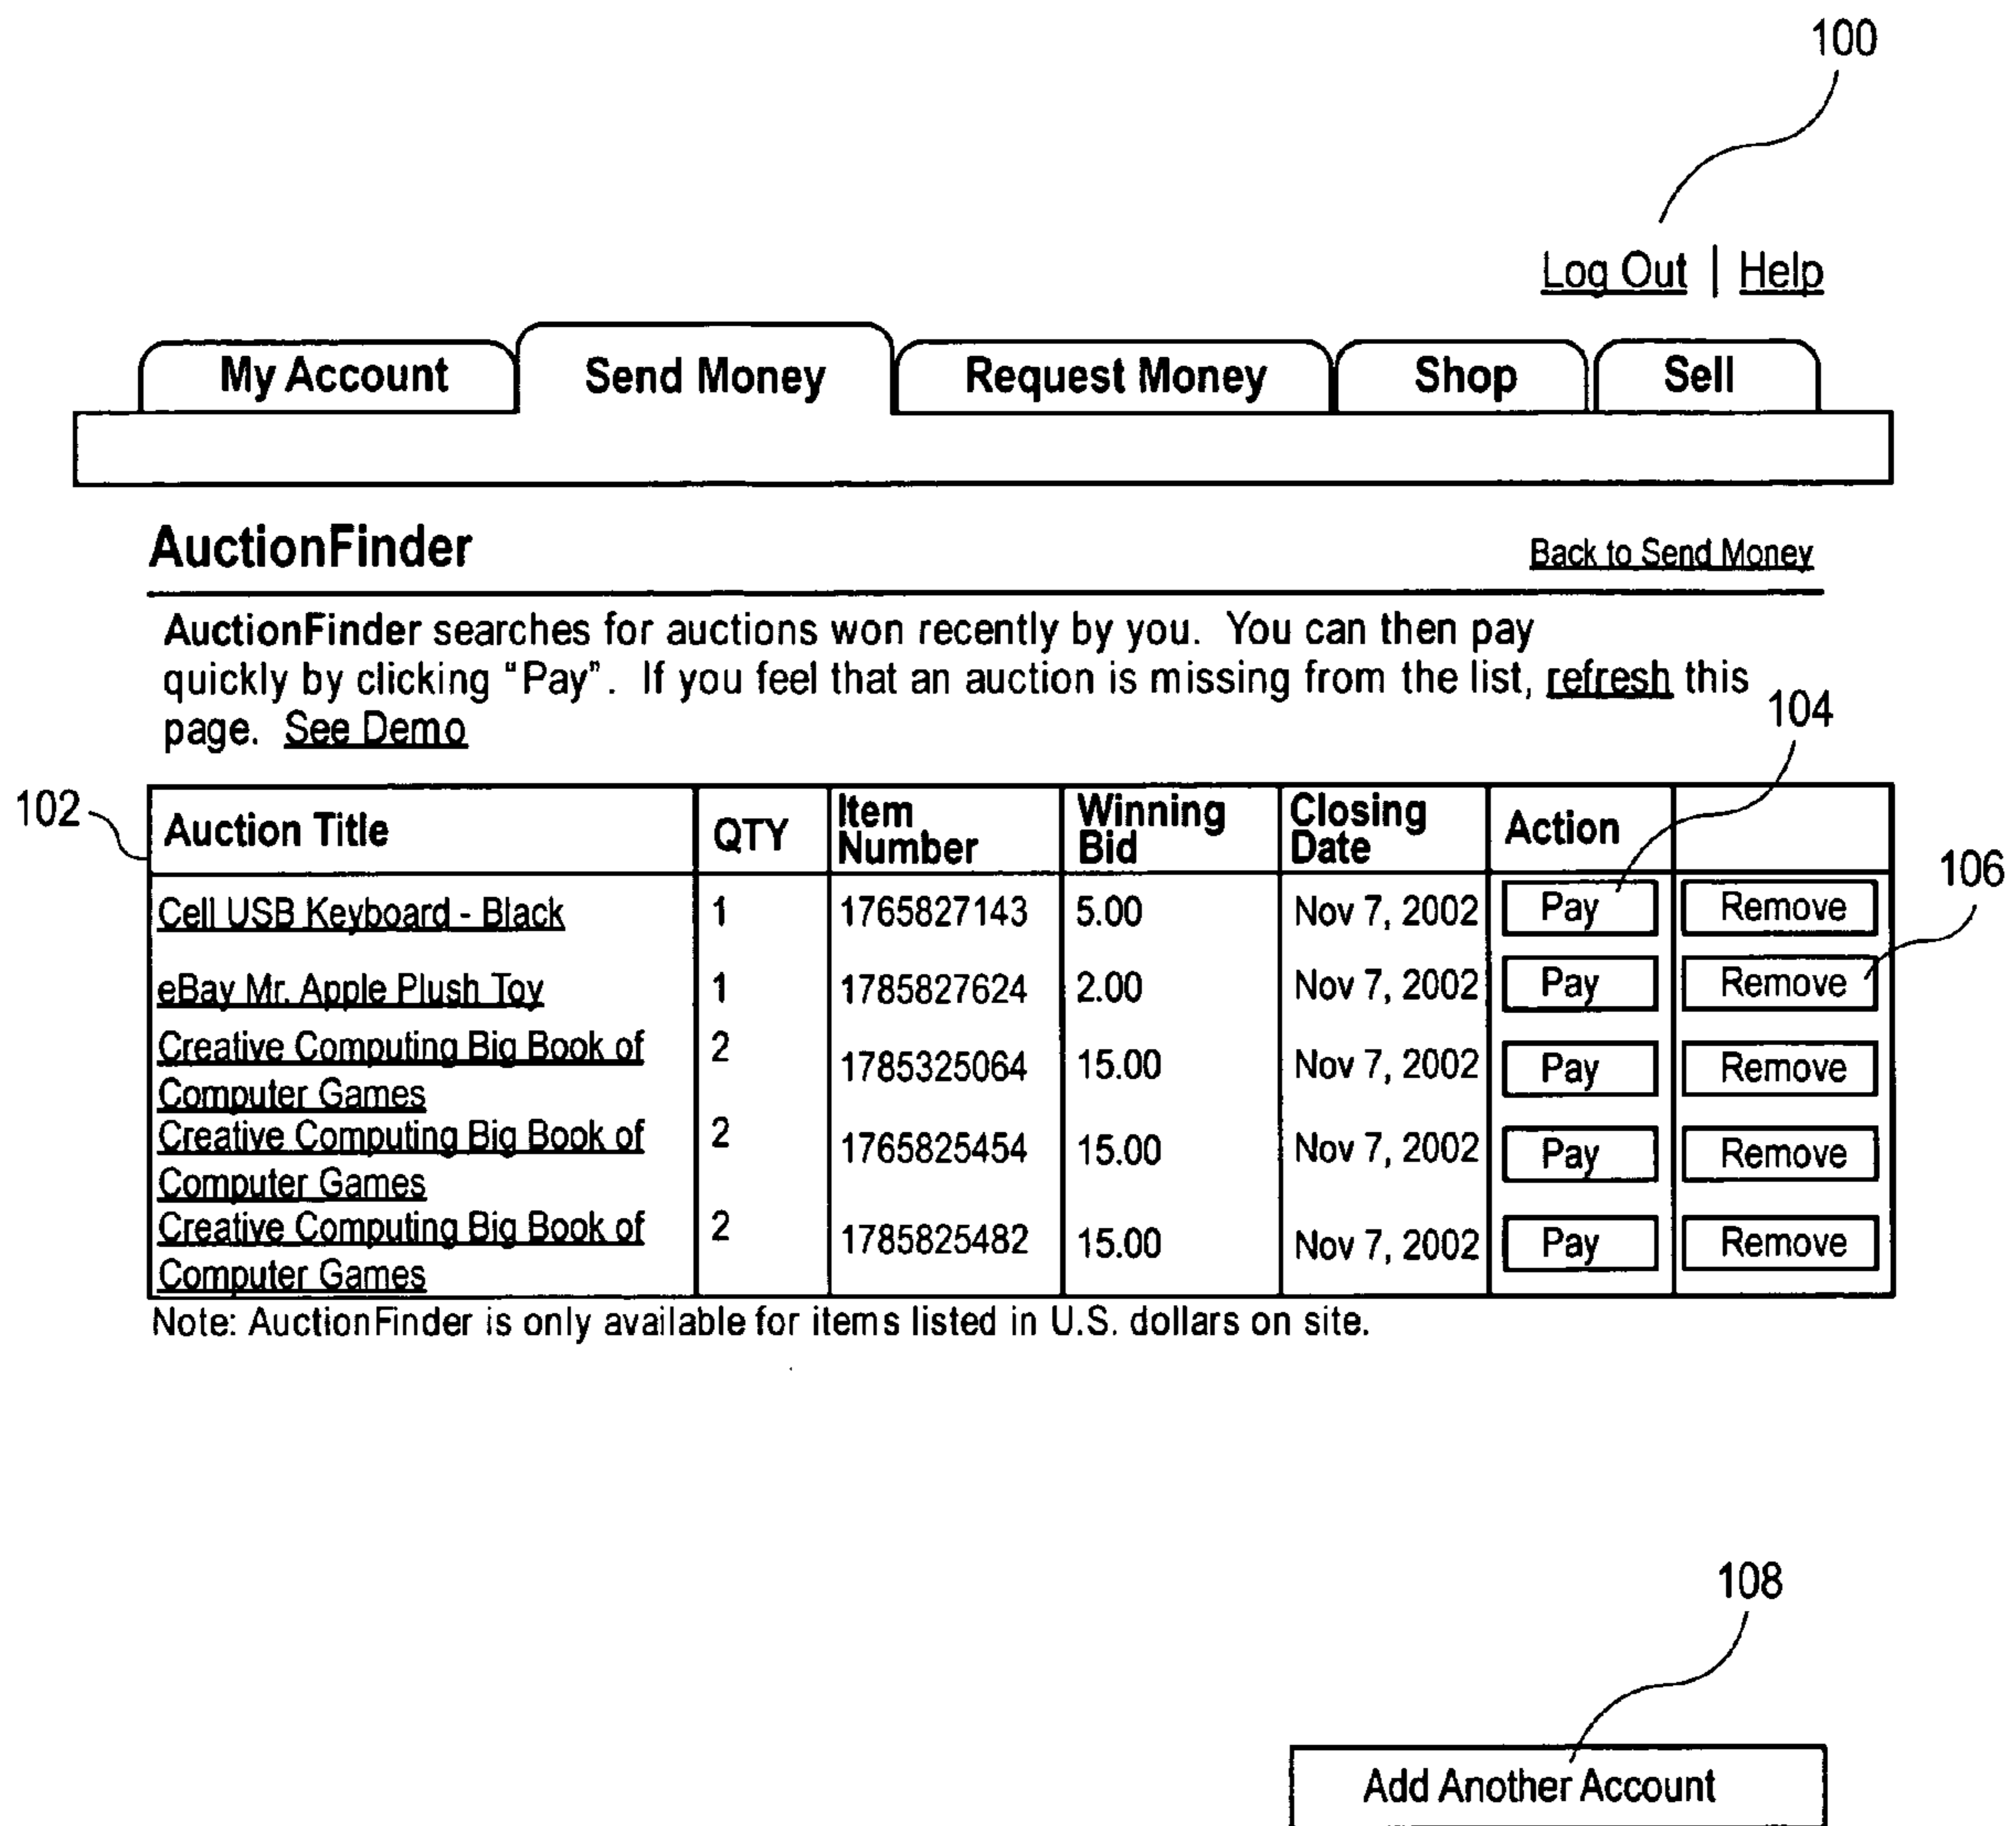 100
Log Out | Help
My Account Send Money Request Money Shop Sell
AuctionFinder Back to Send Money
AuctionFinder searches for auctions won recently by you. You can then pay
quickly by clicking "Pay". If you feel that an auction is missing from the list, refresh this
page. See Demo
104
102
Auction Title QTY Item Number Winning Bid Closing Date Action
106
Cell USB Keyboard - Black 1 1765827143 5.00 Nov 7, 2002 Pay Remove
eBay Mr. Apple Plush Toy 1 1785827624 2.00 Nov 7, 2002 Pay Remove
Creative Computing Big Book of
Computer Games 2 1785325064 15.00 Nov 7, 2002 Pay Remove
Creative Computing Big Book of
Computer Games 2 1765825454 15.00 Nov 7, 2002 Pay Remove
Creative Computing Big Book of
Computer Games 2 1785825482 15.00 Nov 7, 2002 Pay Remove
Note: AuctionFinder is only available for items listed in U.S. dollars on site.
108
Add Another Account